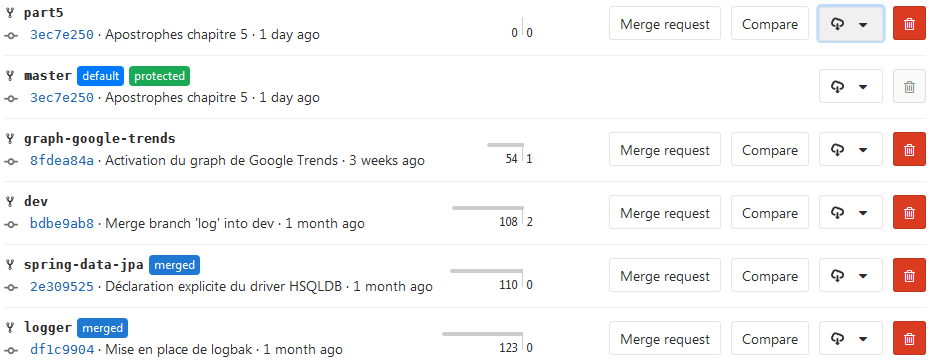 part5
3ec7e250 · Apostrophes chapitre 5 · 1 day ago 0 0 Merge request Compare
master default protected
3ec7e250 · Apostrophes chapitre 5 · 1 day ago
graph-google-trends
8fdea84a · Activation du graph de Google Trends · 3 weeks ago 54 1 Merge request Compare
dev
bdbe9ab8 · Merge branch 'log' into dev · 1 month ago 108 2 Merge request Compare
spring-data-jpa merged
2e309525 · Déclaration explicite du driver HSQLDB · 1 month ago 110 0 Merge request Compare
logger merged
df1c9904 · Mise en place de logbak · 1 month ago 123 0 Merge request Compare